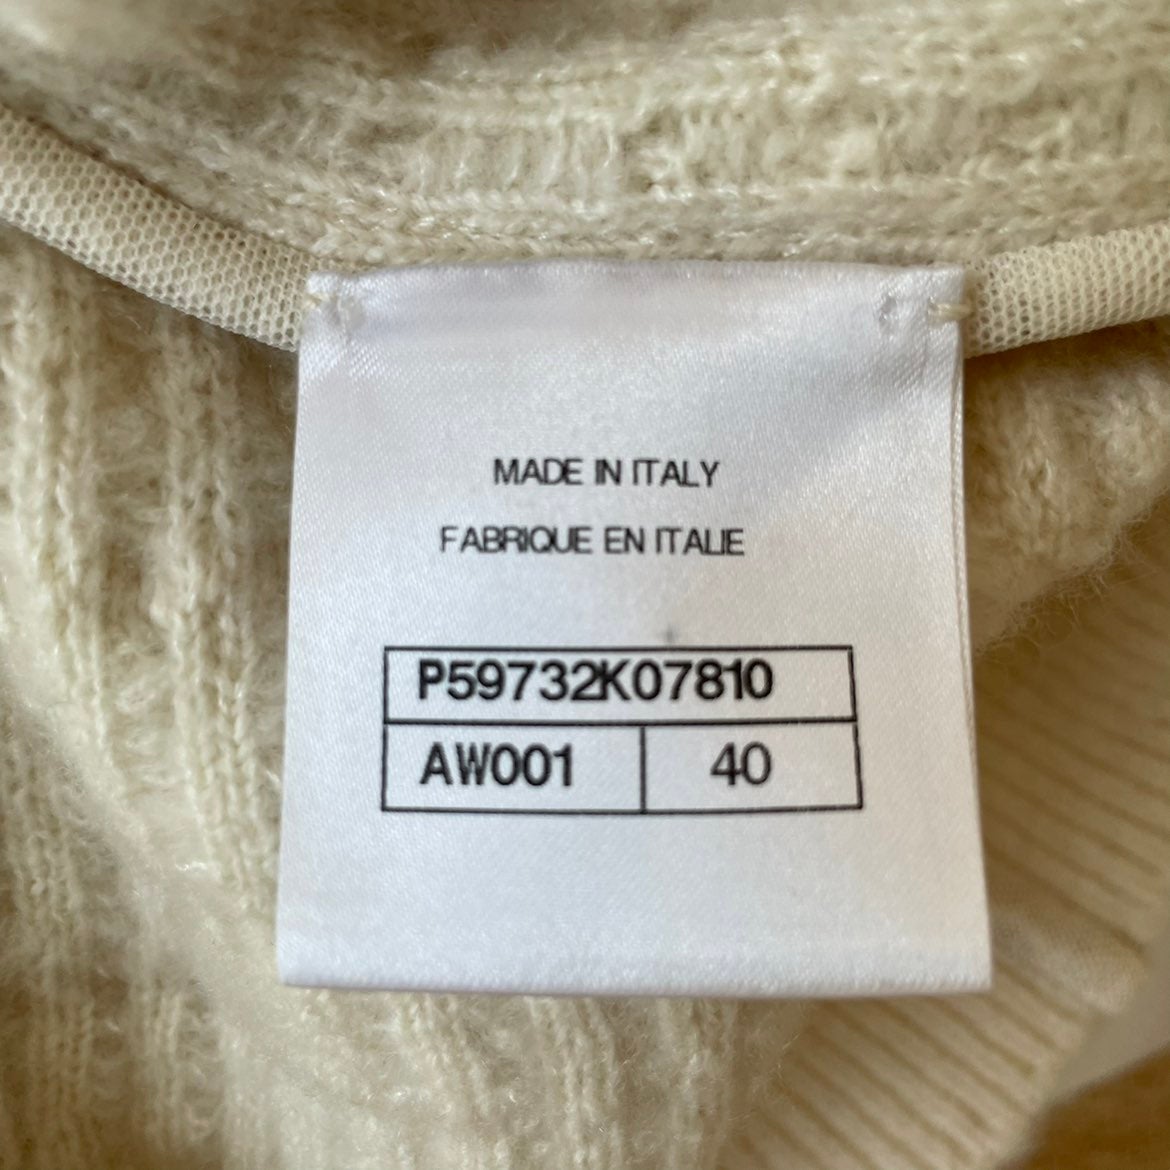 MADE IN ITALY
FABRIQUE EN ITALIE
P59732K07810
AW001 40